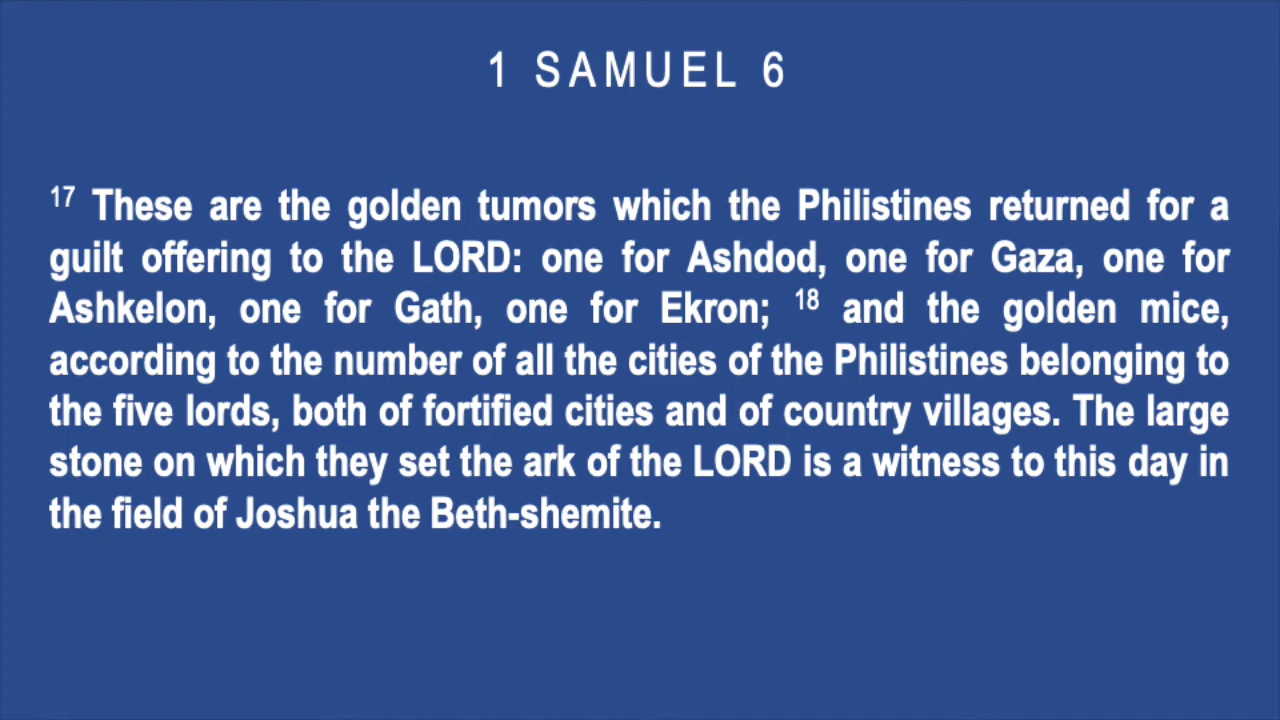 1 SAMUEL 6
17 These are the golden tumors which the Philistines returned for a
guilt offering to the LORD: one for Ashdod, one for Gaza, one for
Ashkelon, one for Gath, one for Ekron; 18 and the golden mice,
according to the number of all the cities of the Philistines belonging to
the five lords, both of fortified cities and of country villages. The large
stone on which they set the ark of the LORD is a witness to this day in
the field of Joshua the Beth-shemite.